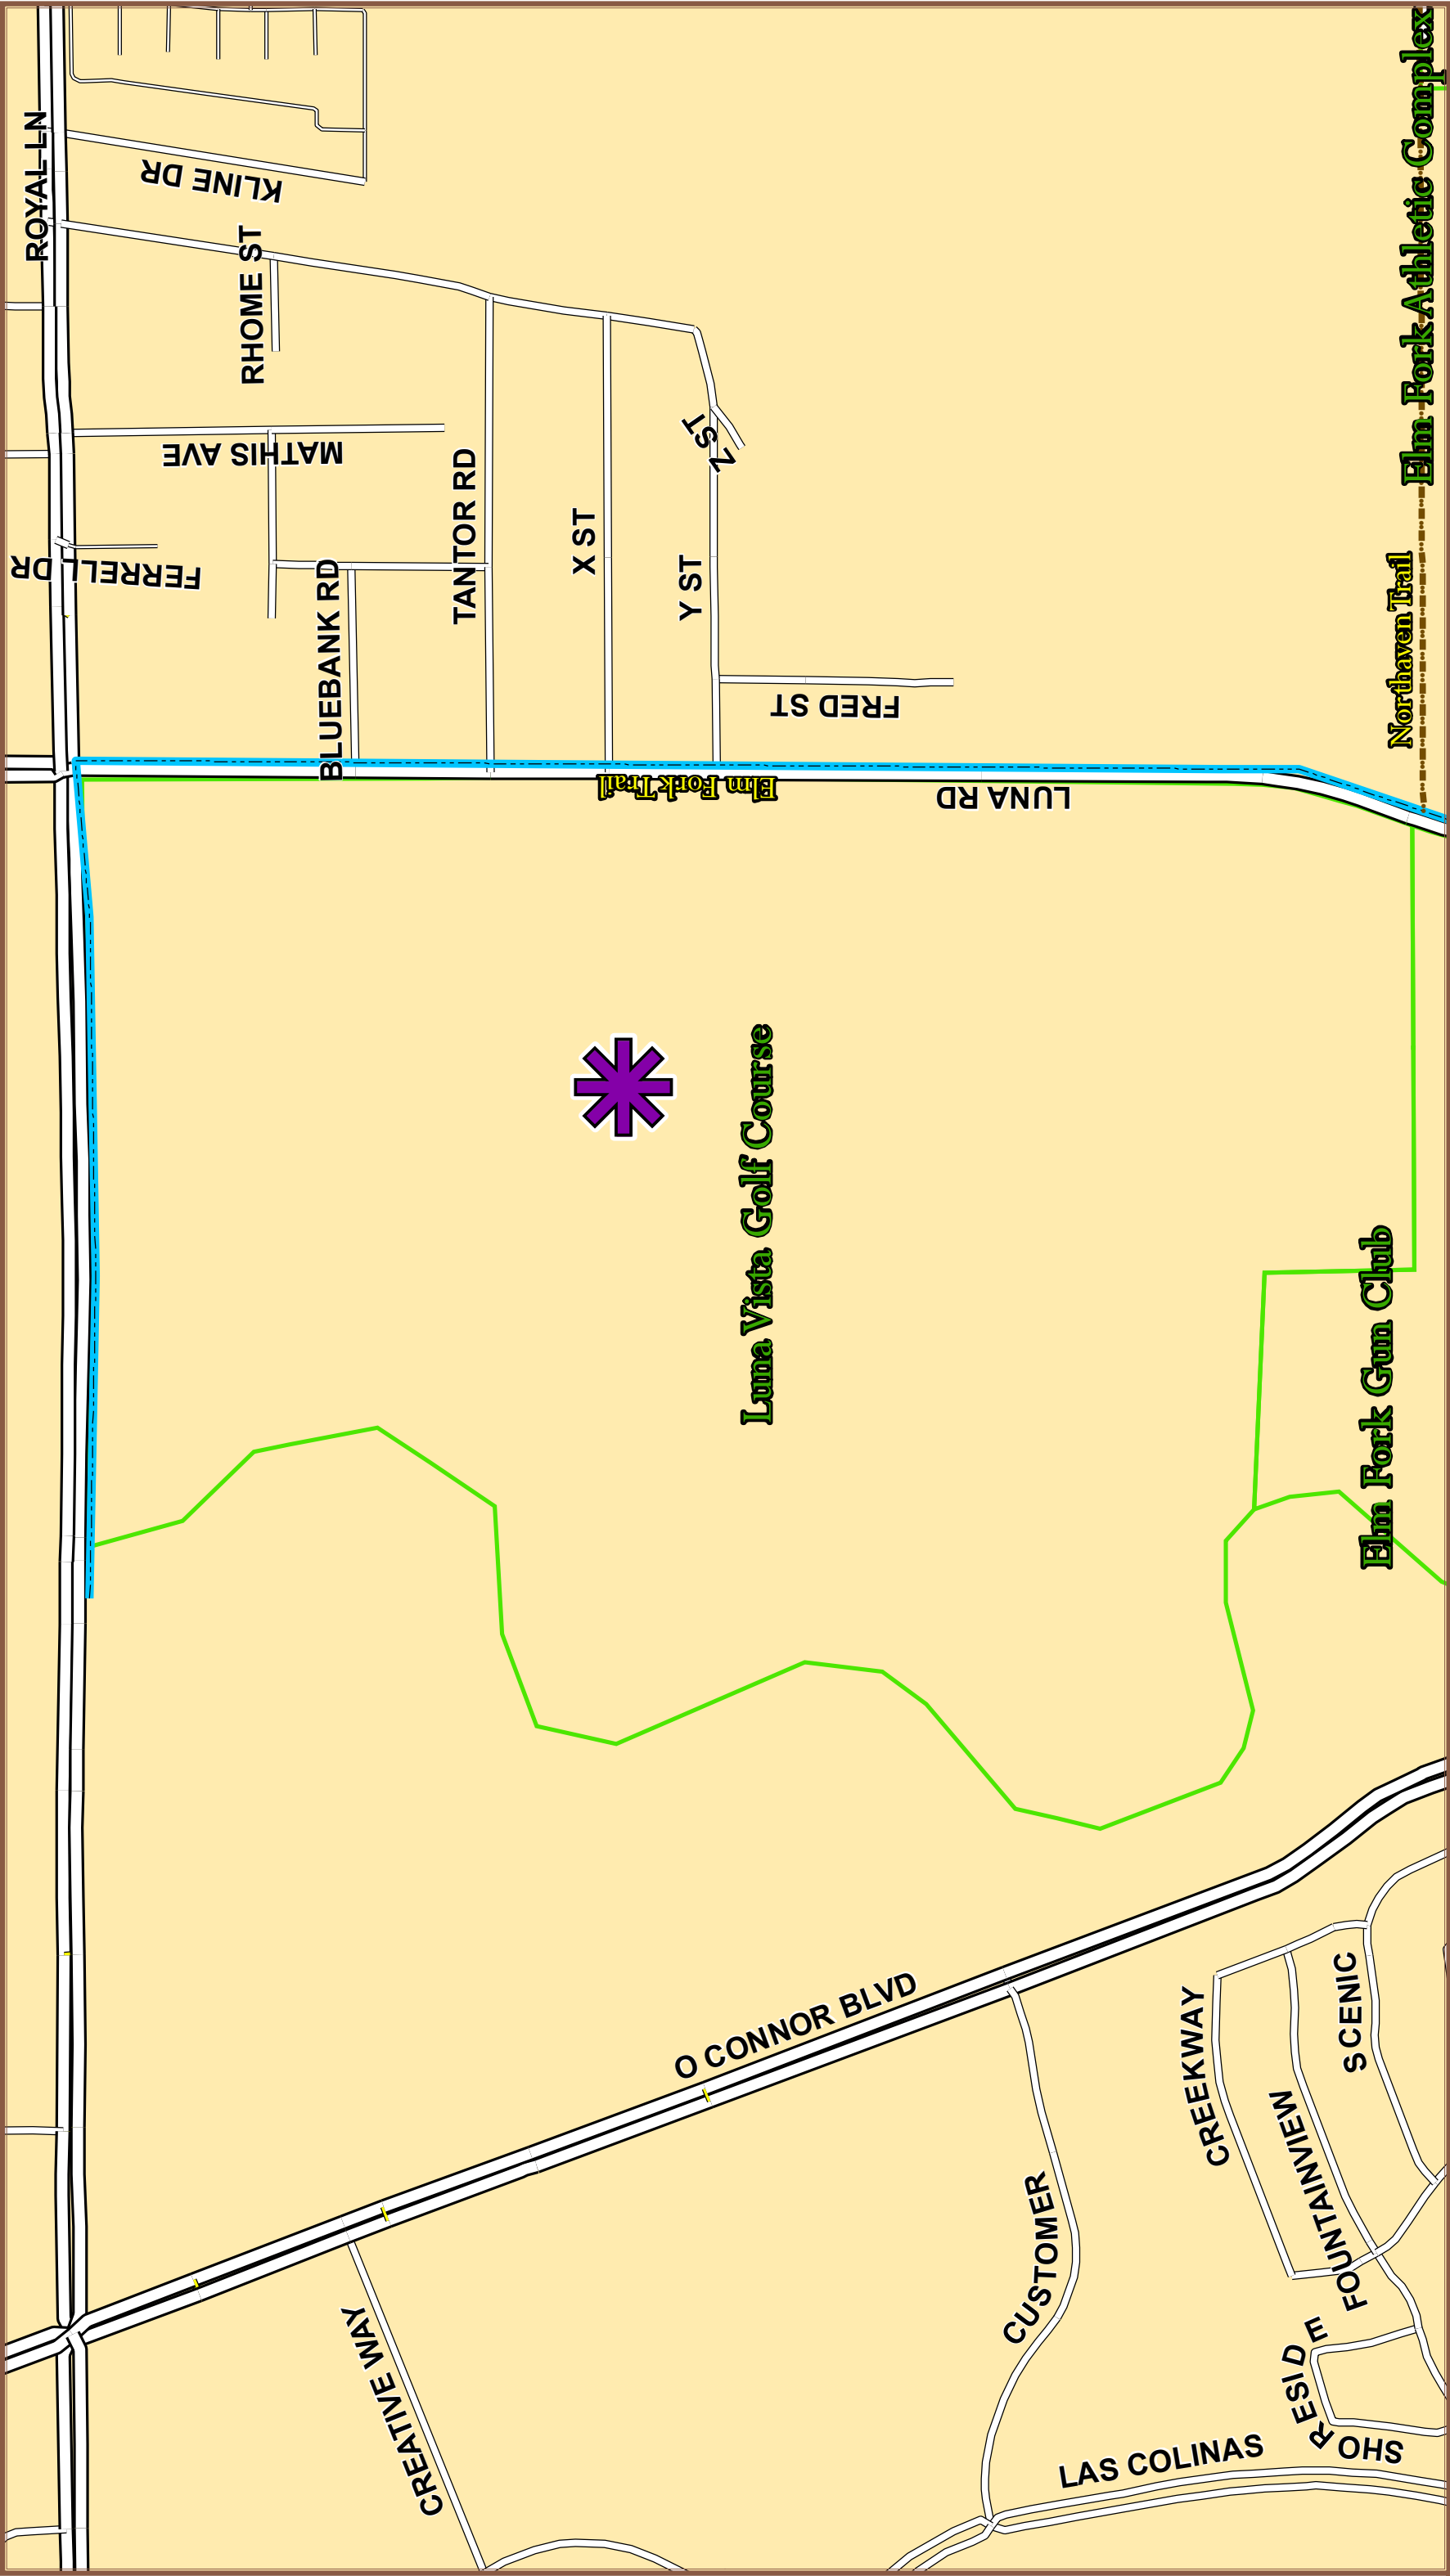 ROYAL LN
KLINE DR
RHOME ST
MATHIS AVE
FERRELL DR
BLUEBANK RD
TANTOR RD
X ST
Y ST
Z ST
FRED ST
Elm Fork Athletic Complex
Northaven Trail
Elm Fork Trail
LUNA RD
Luna Vista Golf Course
Elm Fork Gun Club
O CONNOR BLVD
CREEKWAY
SCENIC
FOUNTAINVIEW
CUSTOMER
CREATIVE WAY
RESIDE
LAS COLINAS
OHS